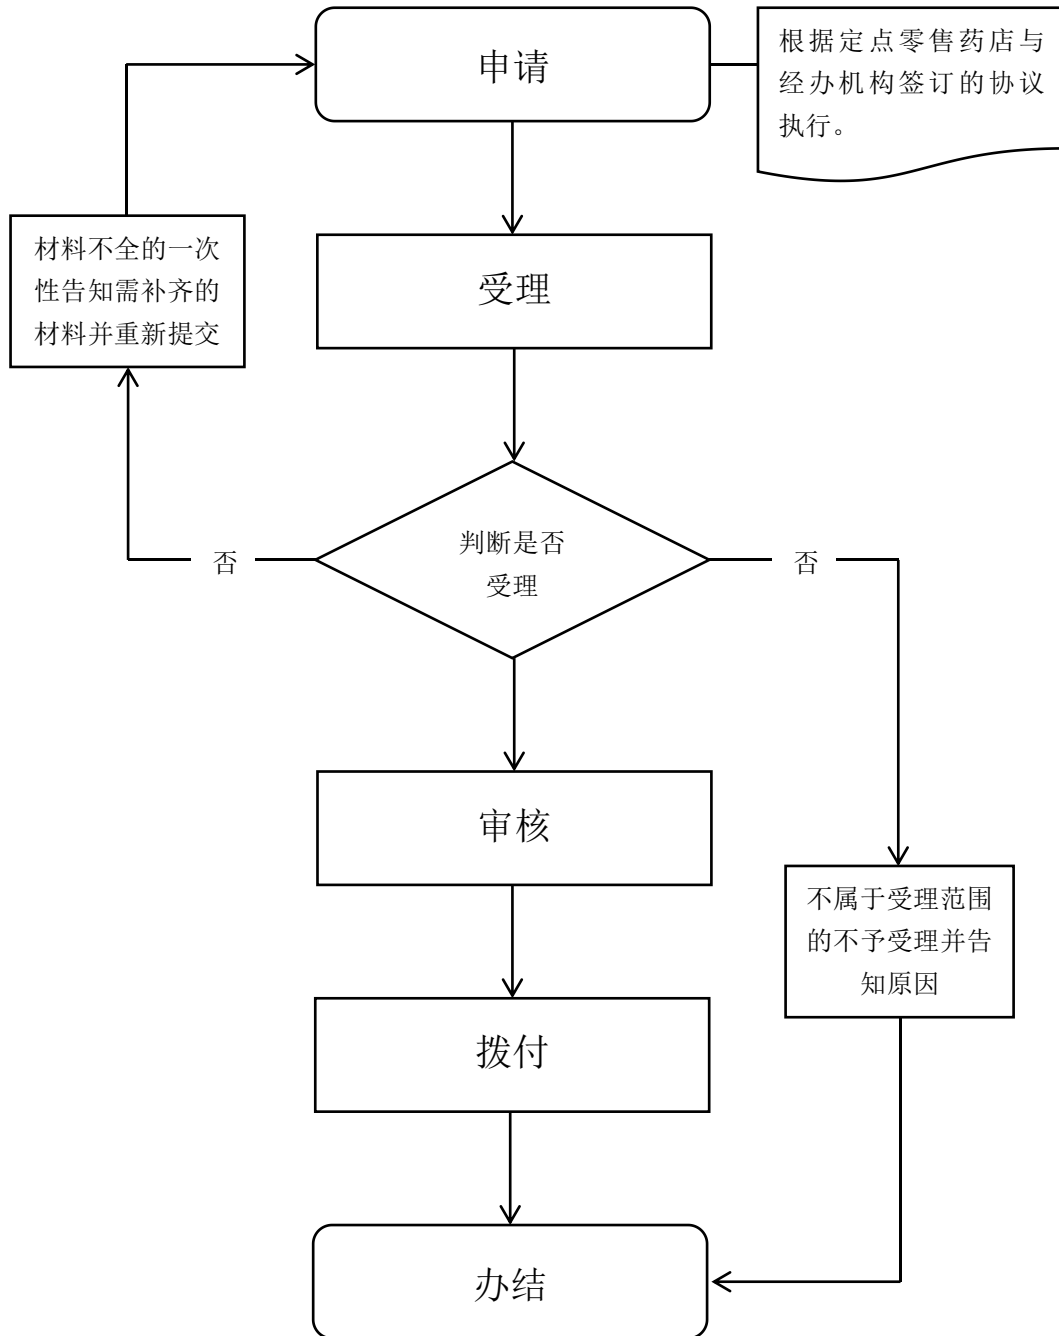 申请
根据定点零售药店与
经办机构签订的协议
执行。
材料不全的一次
性告知需补齐的
材料并重新提交
受理
判断是否
受理
否
否
审核
不属于受理范围
的不予受理并告
知原因
拨付
办结